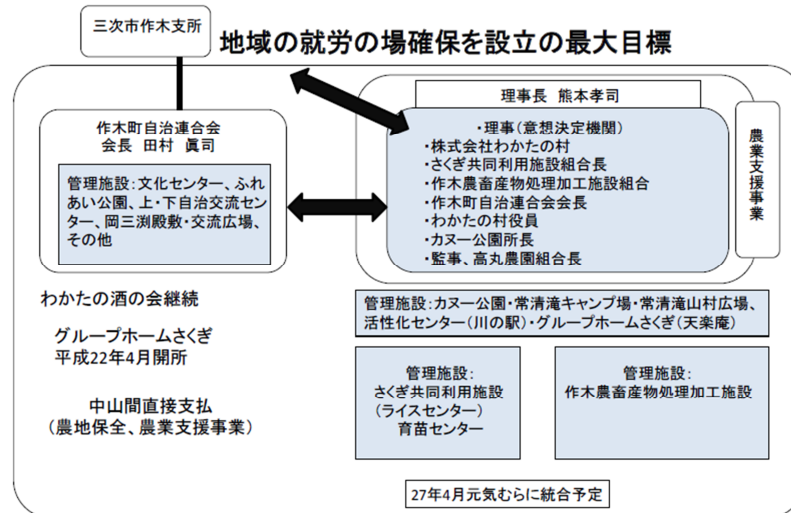 三次市作木支所
地域の就労の場確保を設立の最大目標
作木町自治連合会
会長 田村 眞司
管理施設:文化センター、ふれ
あい公園、上・下自治交流セン
ター、岡三渕殿敷・交流広場、
その他
理事長 熊本孝司
・理事(意想決定機関)
・株式会社わかたの村
・さくぎ共同利用施設組合長
・作木農畜産物処理加工施設組合
・作木町自治連合会会長
・わかたの村役員
・カヌー公園所長
・監事、高丸農園組合長
農業支援事業
わかたの酒の会継続
グループホームさくぎ
平成22年4月開所
中山間直接支払
(農地保全、農業支援事業)
管理施設:カヌー公園・常清滝キャンプ場・常清滝山村広場、
活性化センター(川の駅)・グループホームさくぎ(天楽庵)
管理施設:
さくぎ共同利用施設
(ライスセンター)
育苗センター
管理施設:
作木農畜産物処理加工施設
27年4月元気むらに統合予定